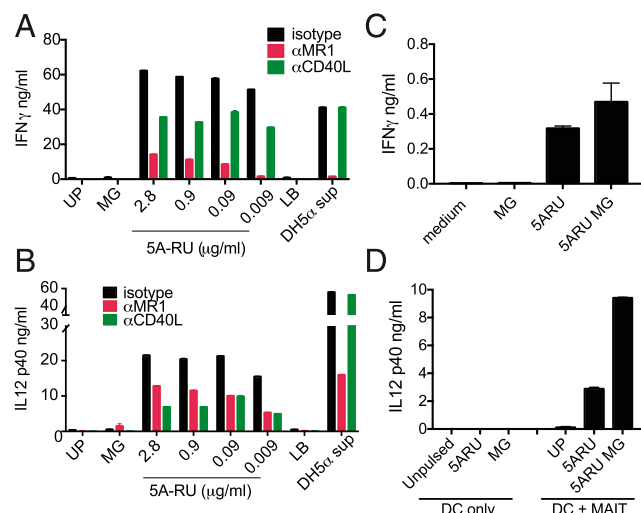 A
isotype
αMR1
αCD40L
IFNγ ng/ml
80
60
40
20
0
UP
MG
2.8
0.9
0.09
0.009
LB
DH5α sup
5A-RU (μg/ml)
B
isotype
αMR1
αCD40L
IL12 p40 ng/ml
60
40
30
20
10
0
UP
MG
2.8
0.9
0.09
0.009
LB
DH5α sup
5A-RU (μg/ml)
C
IFNγ ng/ml
0.8
0.6
0.4
0.2
0.0
medium
MG
5ARU
5ARU MG
D
IL12 p40 ng/ml
10
8
6
4
2
0
Unpulsed
5ARU
MG
UP
5ARU
5ARU MG
DC only
DC + MAIT